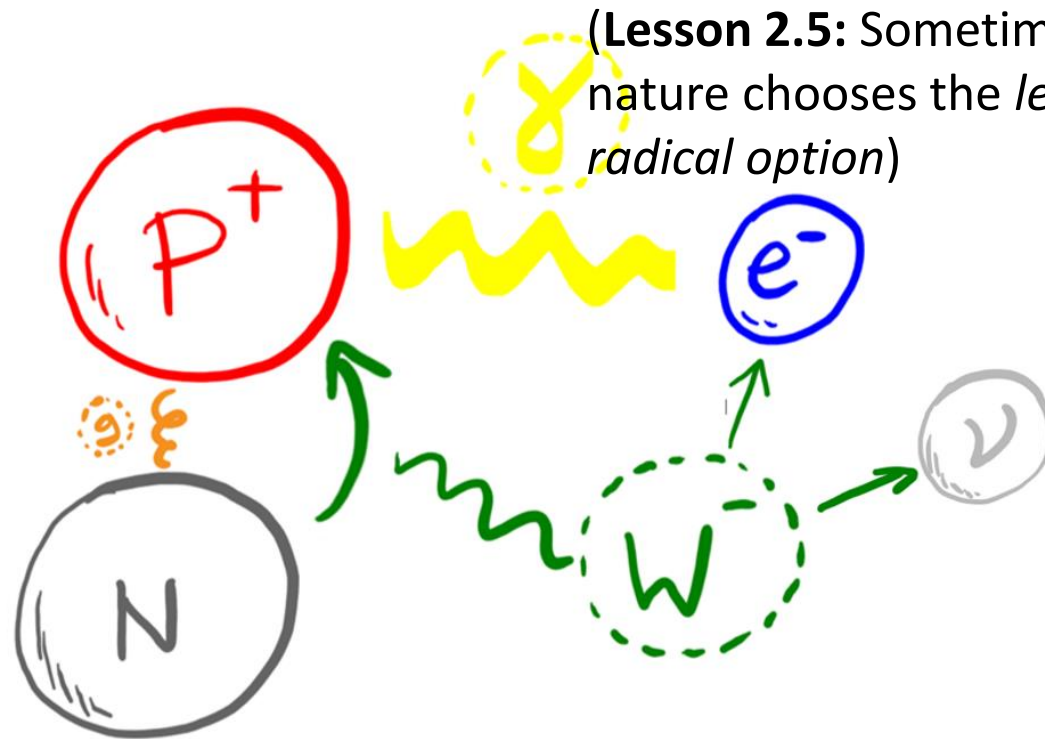 (Lesson 2.5: Sometim
nature chooses the le
radical option)
γ
P+
e-
g
ν
W-
N